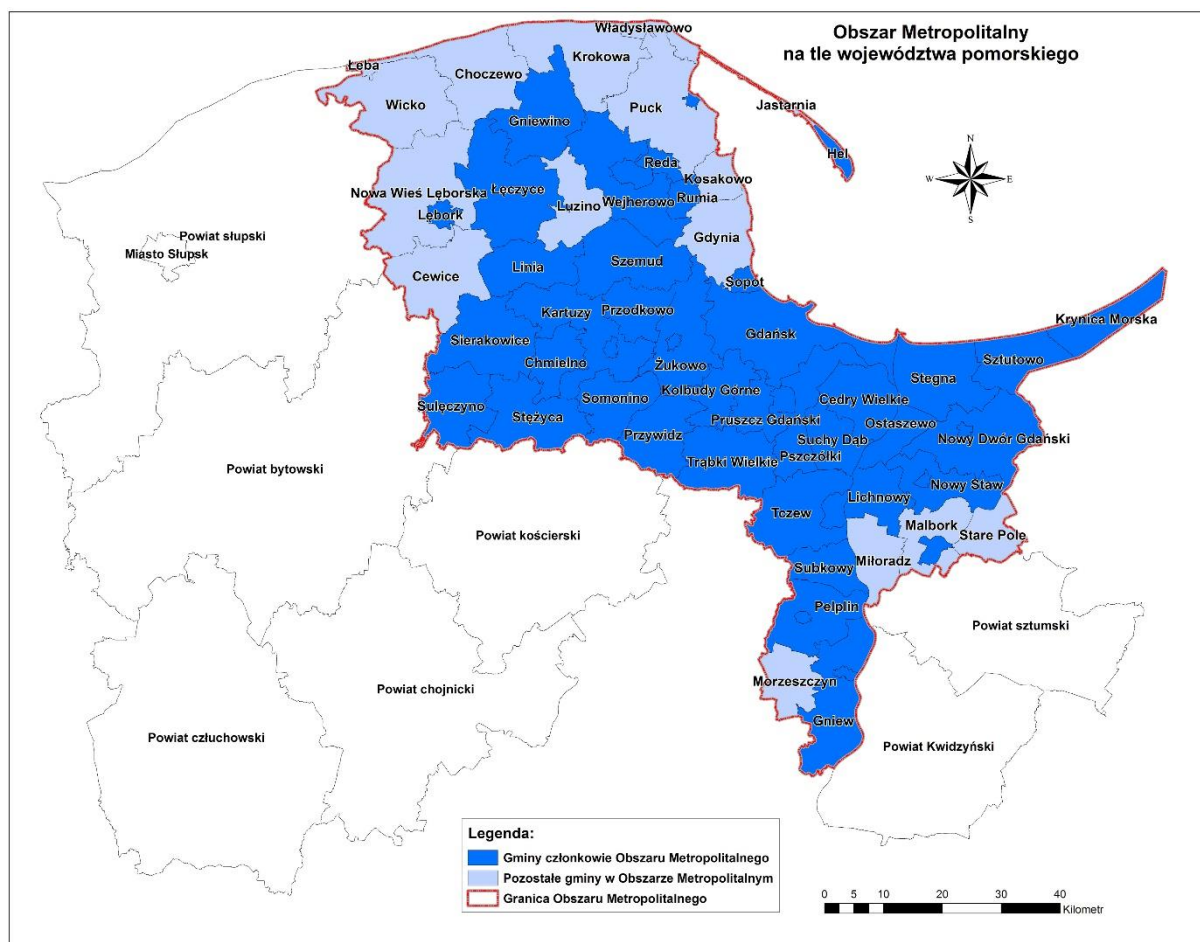 Obszar Metropolitalny
na tle województwa pomorskiego
Władysławowo
Łeba
Choczewo
Krokowa
Wicko
Puck
Jastarnia
Gniewino
Hel
Reda
Kosakowo
Nowa Wieś Lęborska
Łęczyce
Luzino
Wejherowo
Rumia
Lębork
Powiat słupski
Gdynia
Miasto Słupsk
Cewice
Linia
Szemud
Sopot
Kartuzy
Przodkowo
Krynica Morska
Sierakowice
Gdańsk
Chmielno
Żukowo
Sztutowo
Stegna
Sulęczyno
Stężyca
Somonino
Kolbudy Górne
Cedry Wielkie
Pruszcz Gdański
Ostaszewo
Przywidz
Suchy Dąb
Nowy Dwór Gdański
Trąbki Wielkie
Pszczółki
Powiat bytowski
Lichnowy
Nowy Staw
Tczew
Malbork
Stare Pole
Powiat kościerski
Subkowy
Miłoradz
Pelplin
Powiat sztumski
Powiat chojnicki
Morzeszczyn
Gniew
Powiat człuchowski
Powiat Kwidzyński
N
W
E
S
Legenda:
Gminy członkowie Obszaru Metropolitalnego
Pozostałe gminy w Obszarze Metropolitalnym
Granica Obszaru Metropolitalnego
0 5 10 20 30 40
Kilometr